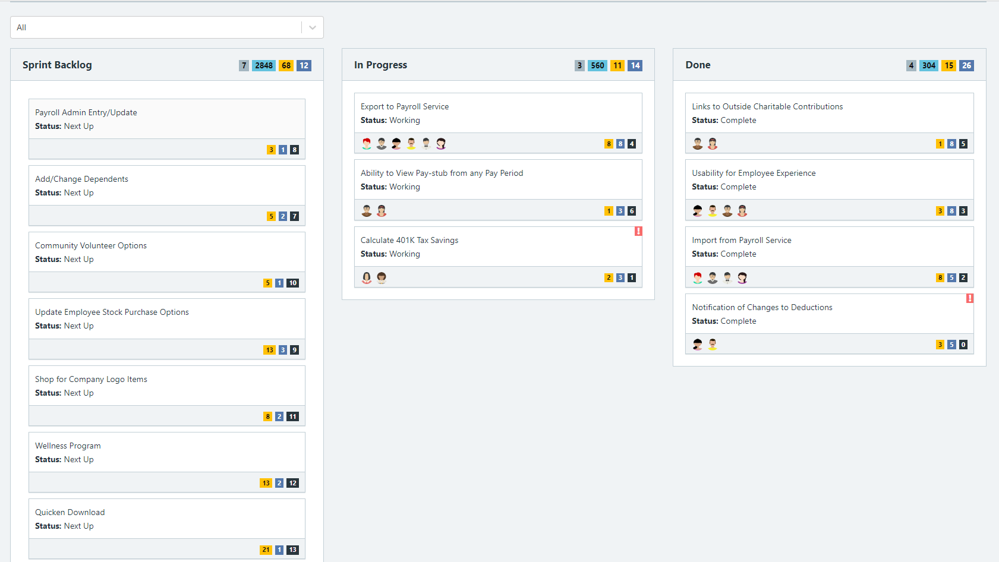 All
Sprint Backlog 7 2848 68 12
Payroll Admin Entry/Update
Status: Next Up
3 1 8
Add/Change Dependents
Status: Next Up
5 2 7
Community Volunteer Options
Status: Next Up
5 1 10
Update Employee Stock Purchase Options
Status: Next Up
13 3 9
Shop for Company Logo Items
Status: Next Up
8 2 11
Wellness Program
Status: Next Up
13 2 12
Quicken Download
Status: Next Up
21 1 13
In Progress 3 560 11 14
Export to Payroll Service
Status: Working
8 8 4
Ability to View Pay-stub from any Pay Period
Status: Working
1 3 6
!
Calculate 401K Tax Savings
Status: Working
2 3 1
Done 4 304 15 26
Links to Outside Charitable Contributions
Status: Complete
1 8 5
Usability for Employee Experience
Status: Complete
3 8 3
Import from Payroll Service
Status: Complete
8 5 2
!
Notification of Changes to Deductions
Status: Complete
3 5 0